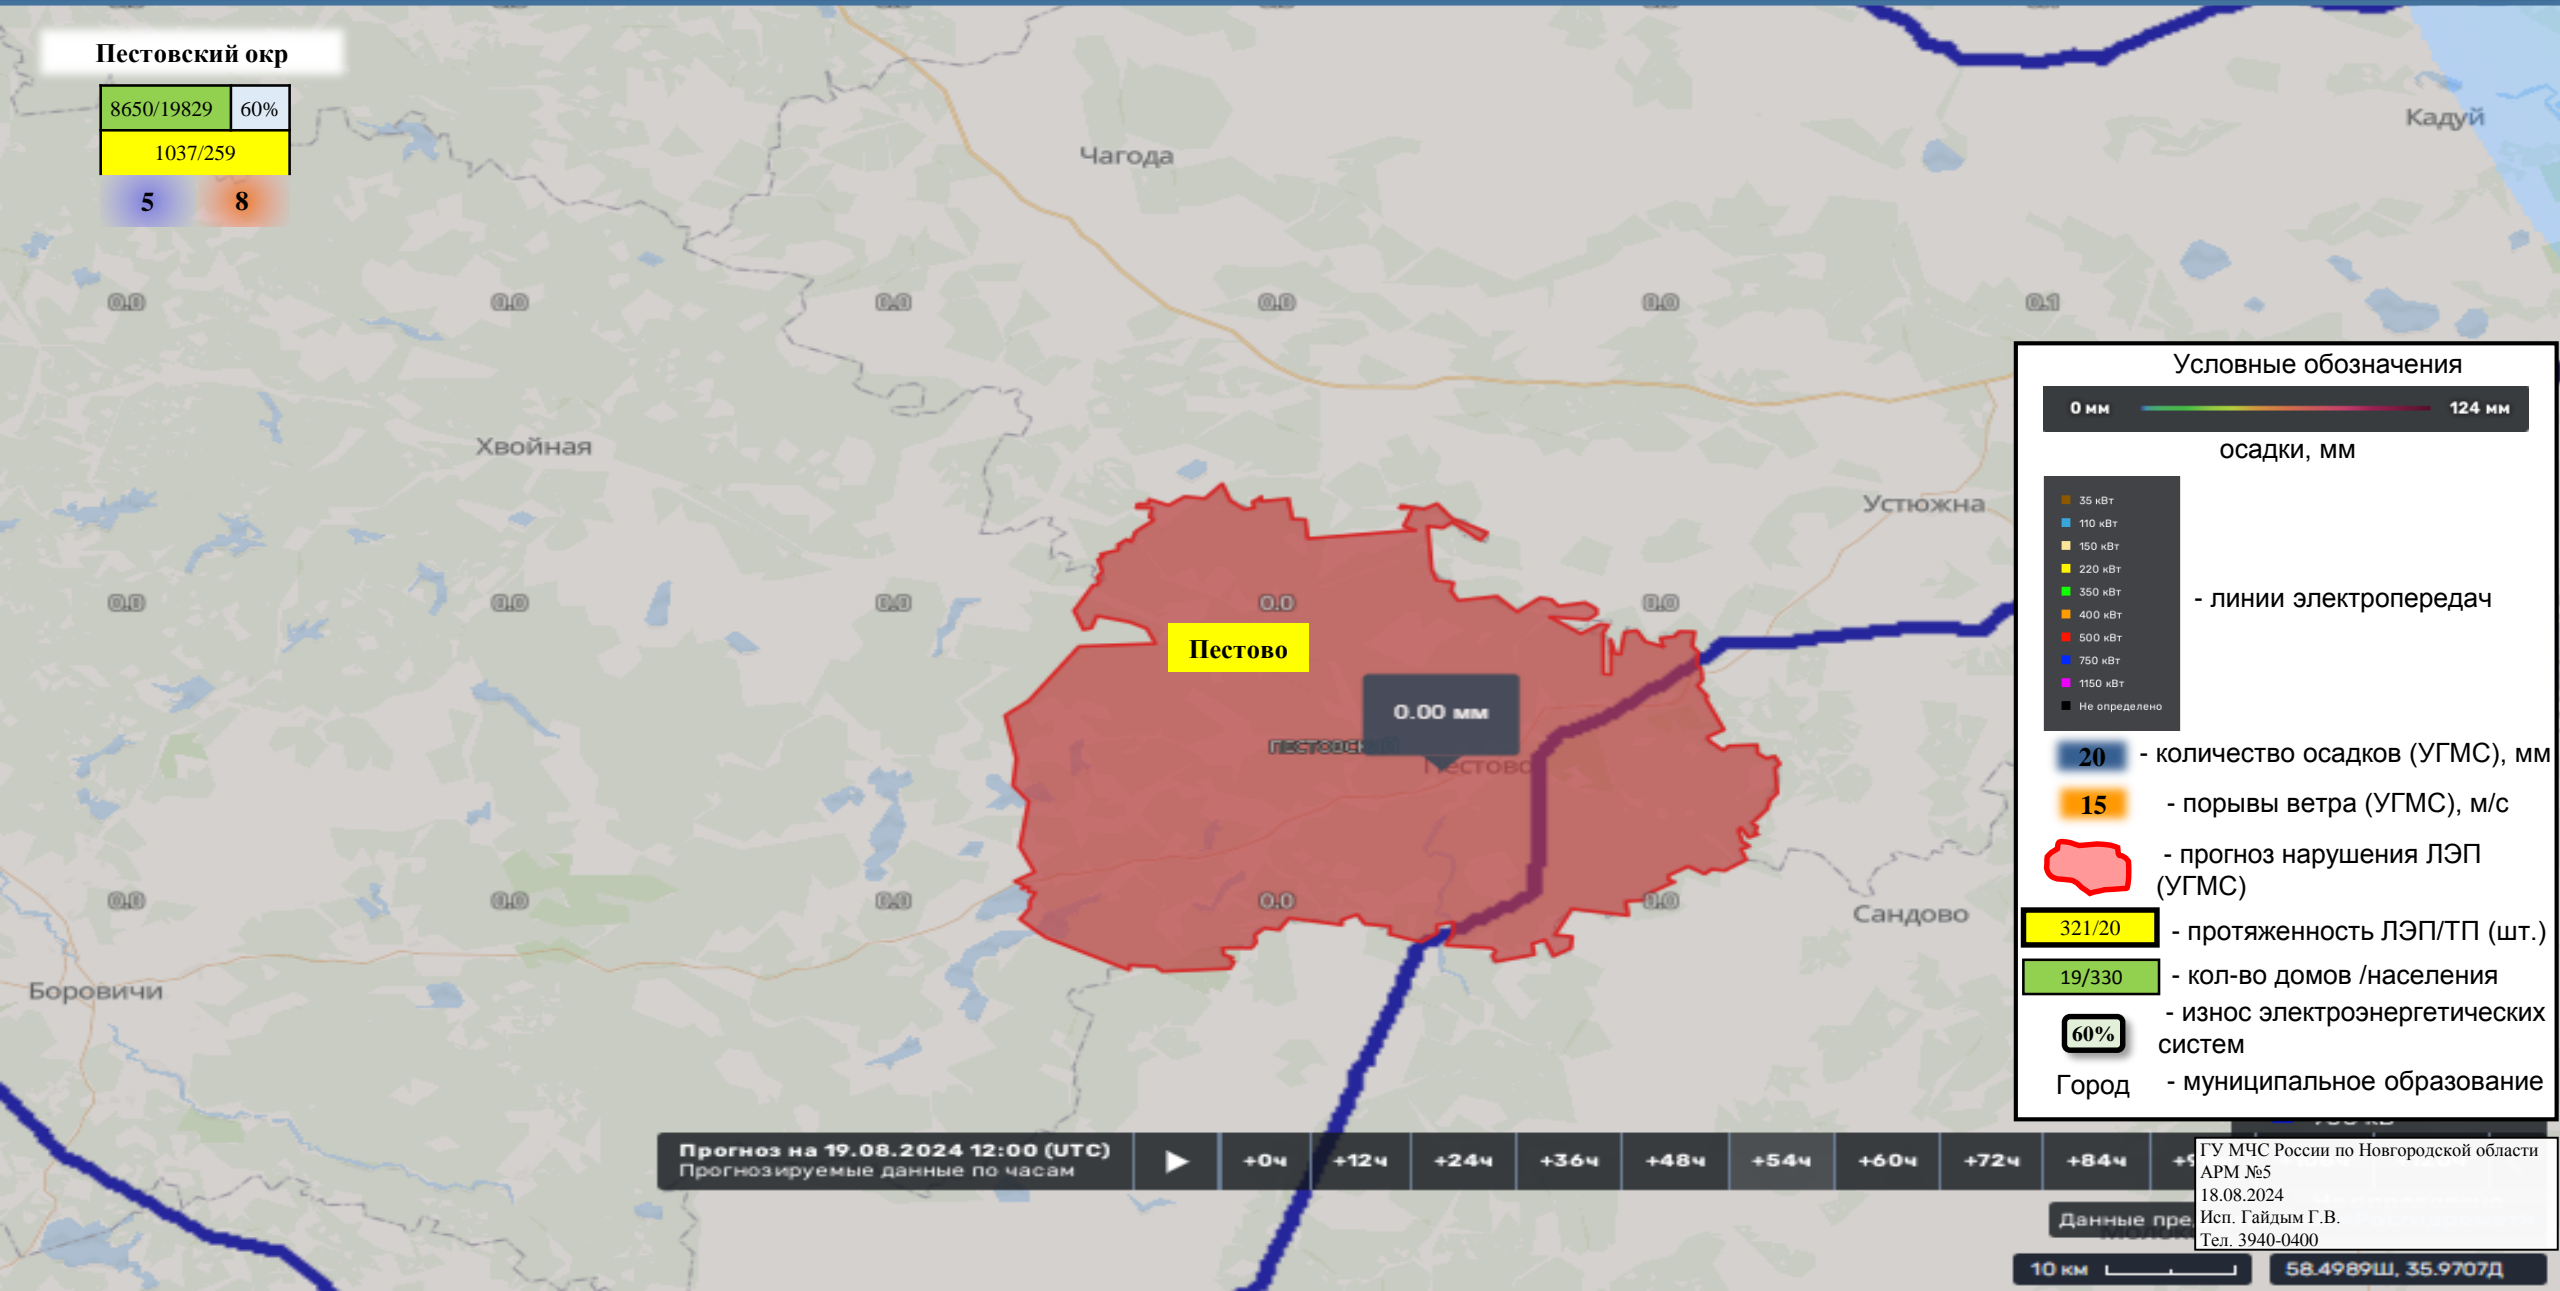 Пестовский окр
8650/19829 60%
1037/259
5 8
Чагода
Кадуй
0.0 0.0 0.0 0.0 0.0 0.1
Хвойная
Устюжна
0.0 0.0 0.0 0.0 0.0
Пестово
0.00 мм
Пестово
0.0 0.0 0.0 0.0 0.0
Сандово
Боровичи
Условные обозначения
0 мм 124 мм
осадки, мм
35 кВт
110 кВт
150 кВт
220 кВт
350 кВт
400 кВт
500 кВт
750 кВт
1150 кВт
Не определено
- линии электропередач
20 - количество осадков (УГМС), мм
15 - порывы ветра (УГМС), м/с
- прогноз нарушения ЛЭП
(УГМС)
321/20 - протяженность ЛЭП/ТП (шт.)
19/330 - кол-во домов /населения
- износ электроэнергетических
60% систем
Город - муниципальное образование
Прогноз на 19.08.2024 12:00 (UTC)
Прогнозируемые данные по часам
+0ч +12ч +24ч +36ч +48ч +54ч +60ч +72ч +84ч
ГУ МЧС России по Новгородской области
АРМ №5
18.08.2024
Исп. Гайдым Г.В.
Тел. 3940-0400
Данные
10 км
58.4989Ш, 35.9707Д